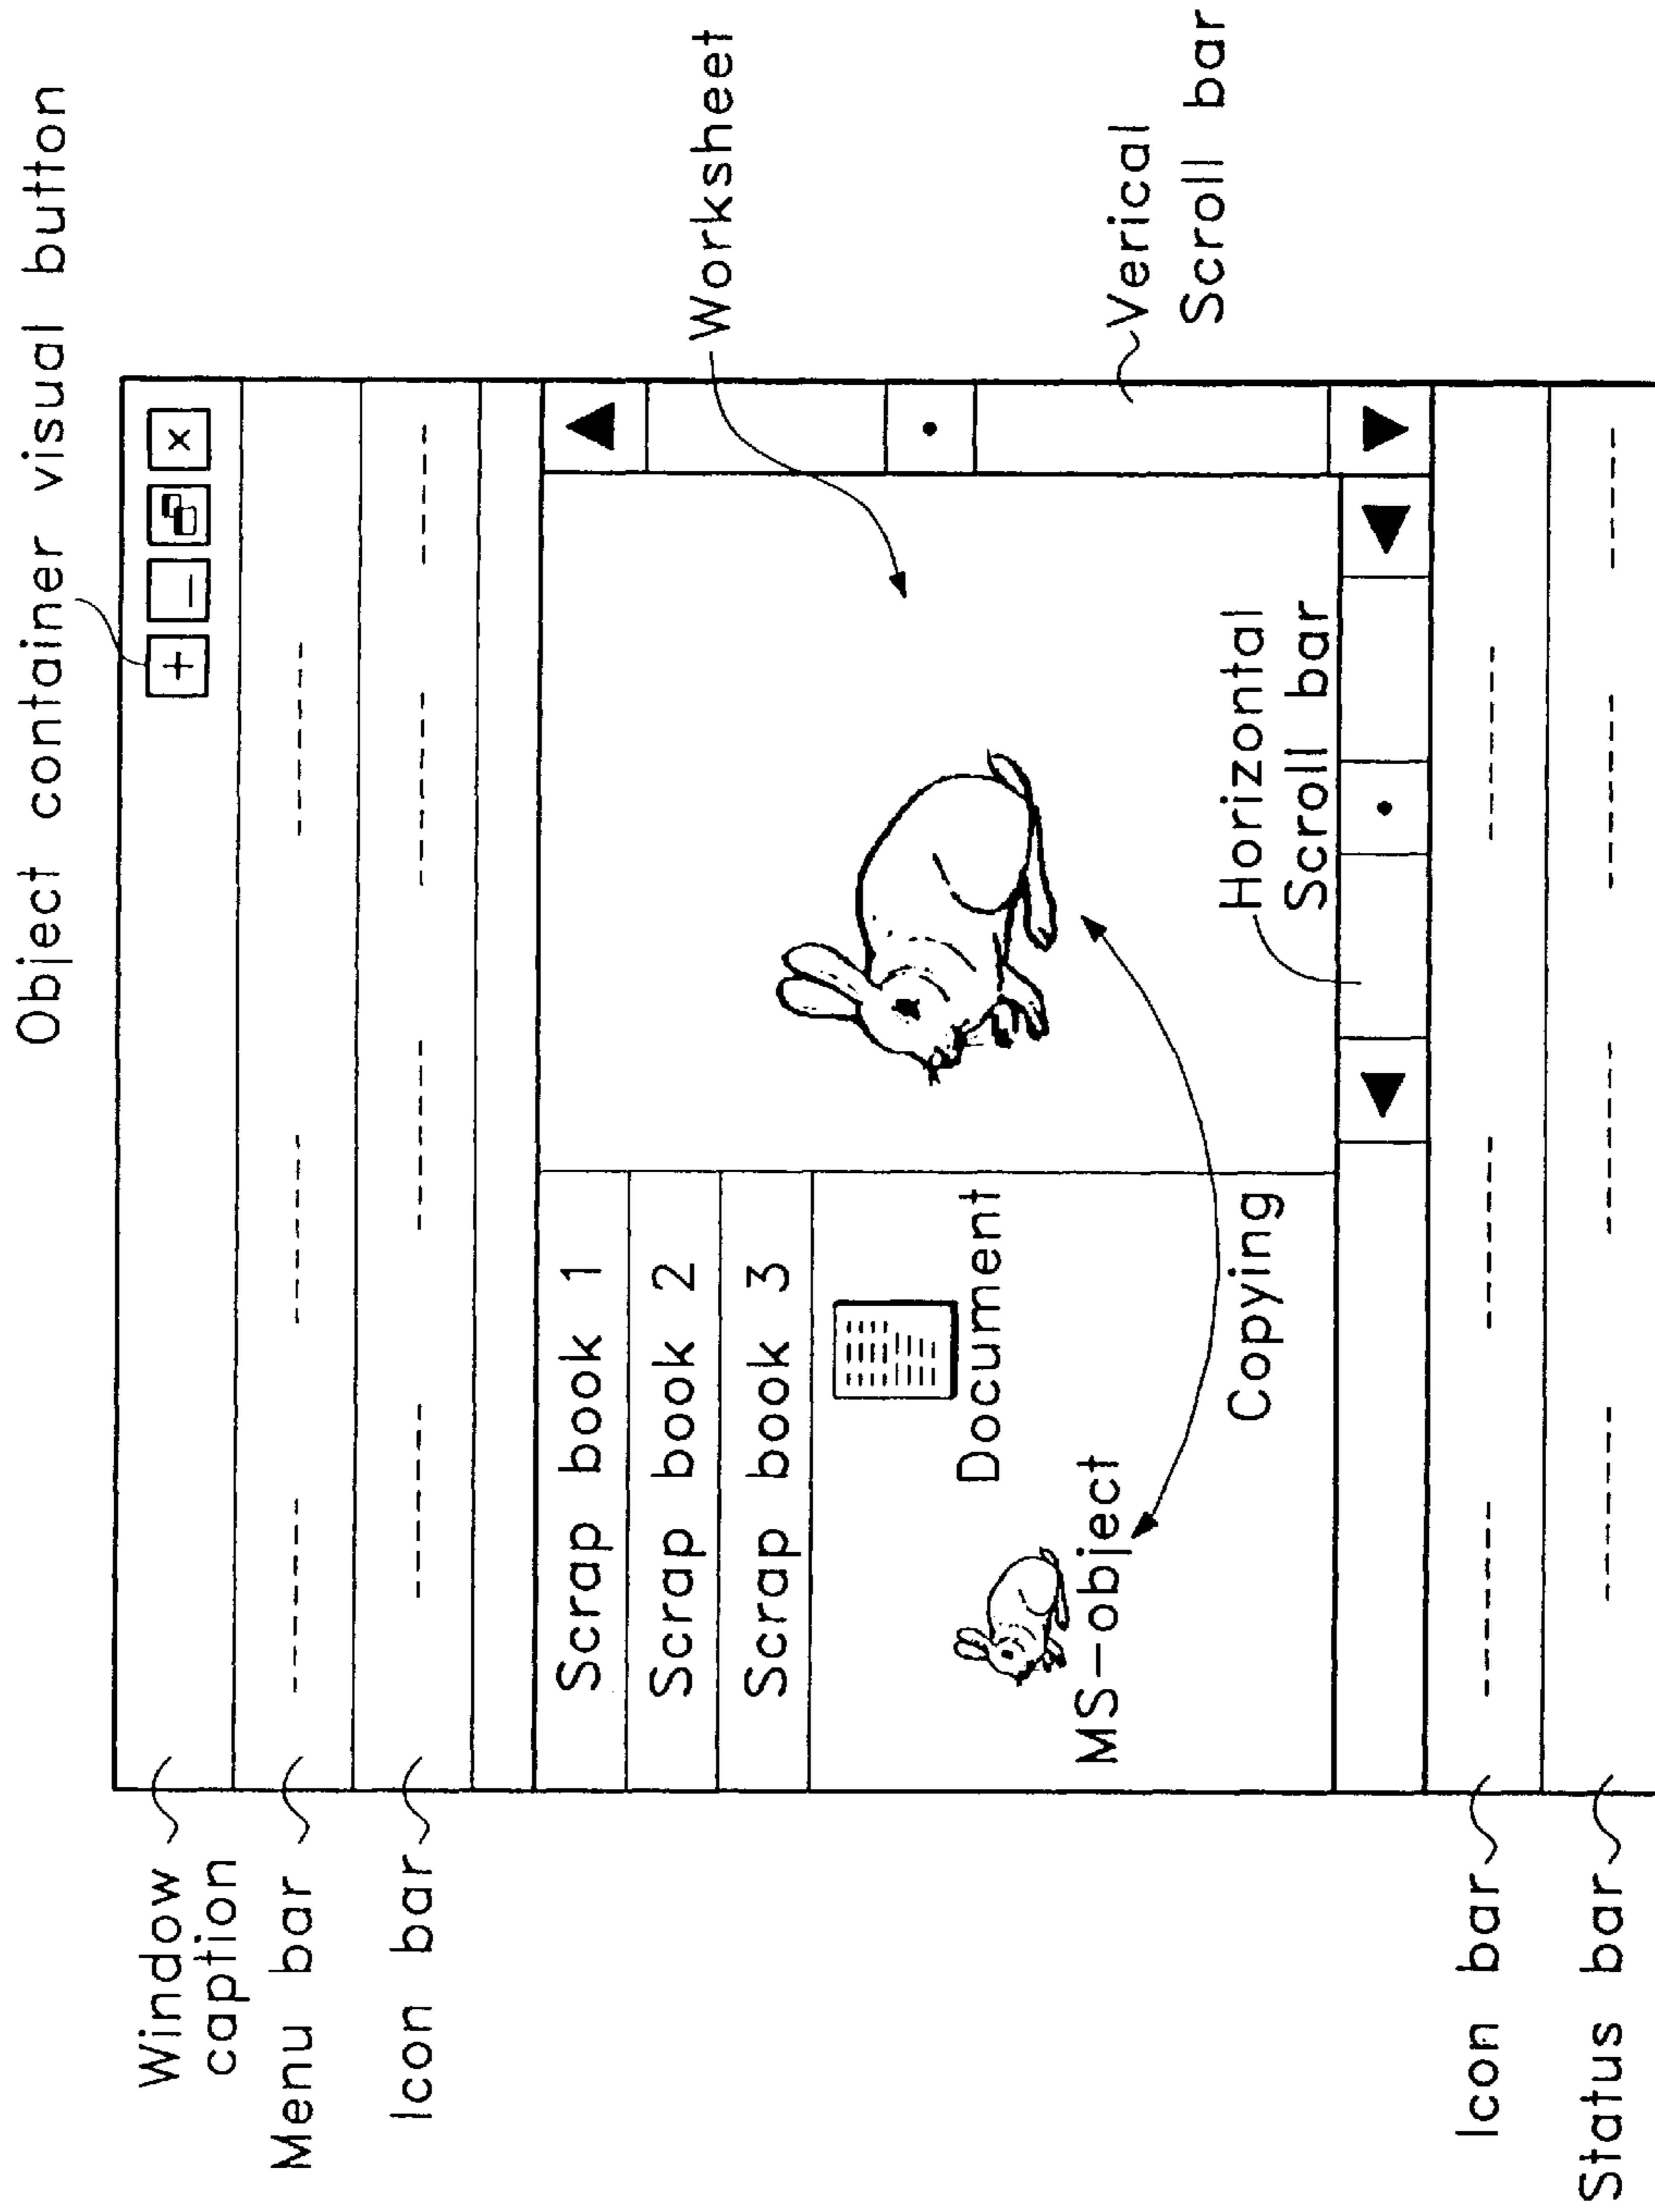 Object container visual button
Window
caption
+ – x
Menu bar
Icon bar
Scrap book 1
Scrap book 2
Scrap book 3
Document
MS-object
Copying
Worksheet
Verical
Scroll bar
Horizontal
Scroll bar
Icon bar
Status bar